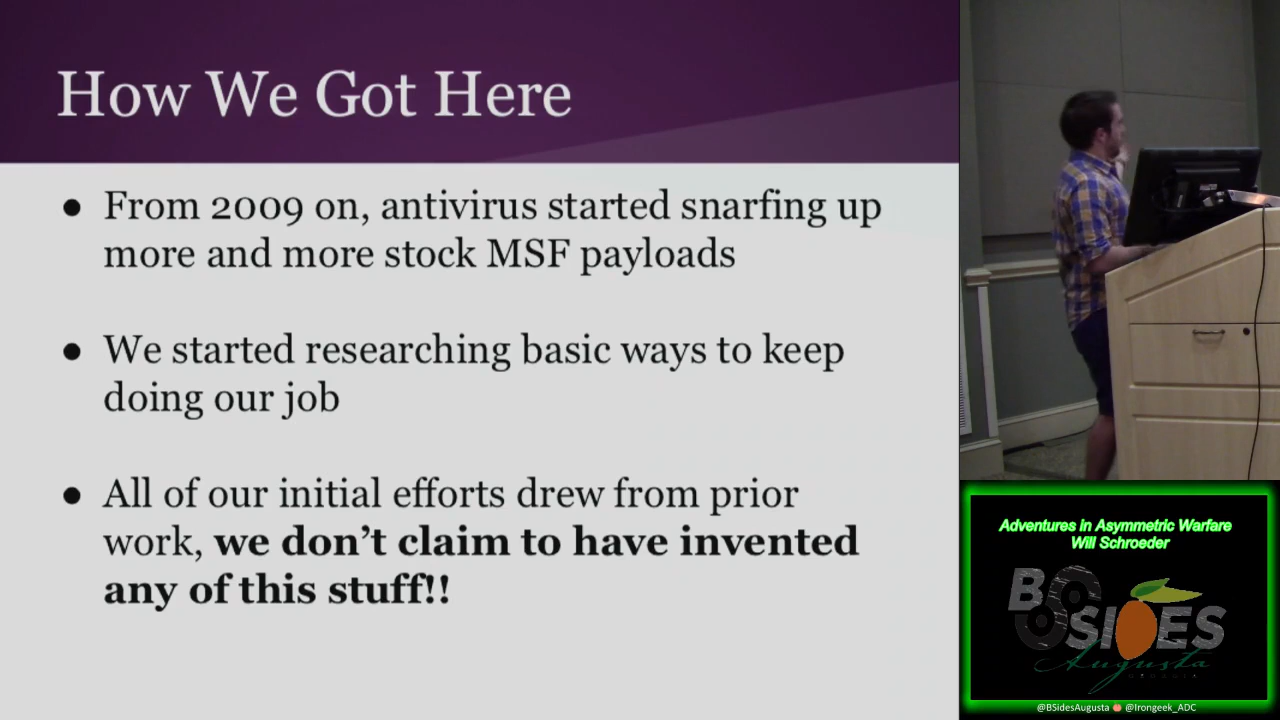 How We Got Here
● From 2009 on, antivirus started snarfing up
more and more stock MSF payloads
● We started researching basic ways to keep
doing our job
● All of our initial efforts drew from prior
work, we don’t claim to have invented
any of this stuff!!
Adventures in Asymmetric Warfare
Will Schroeder
BSIDES
Augusta
GEORGIA
@BSidesAugusta @Irongeek_ADC